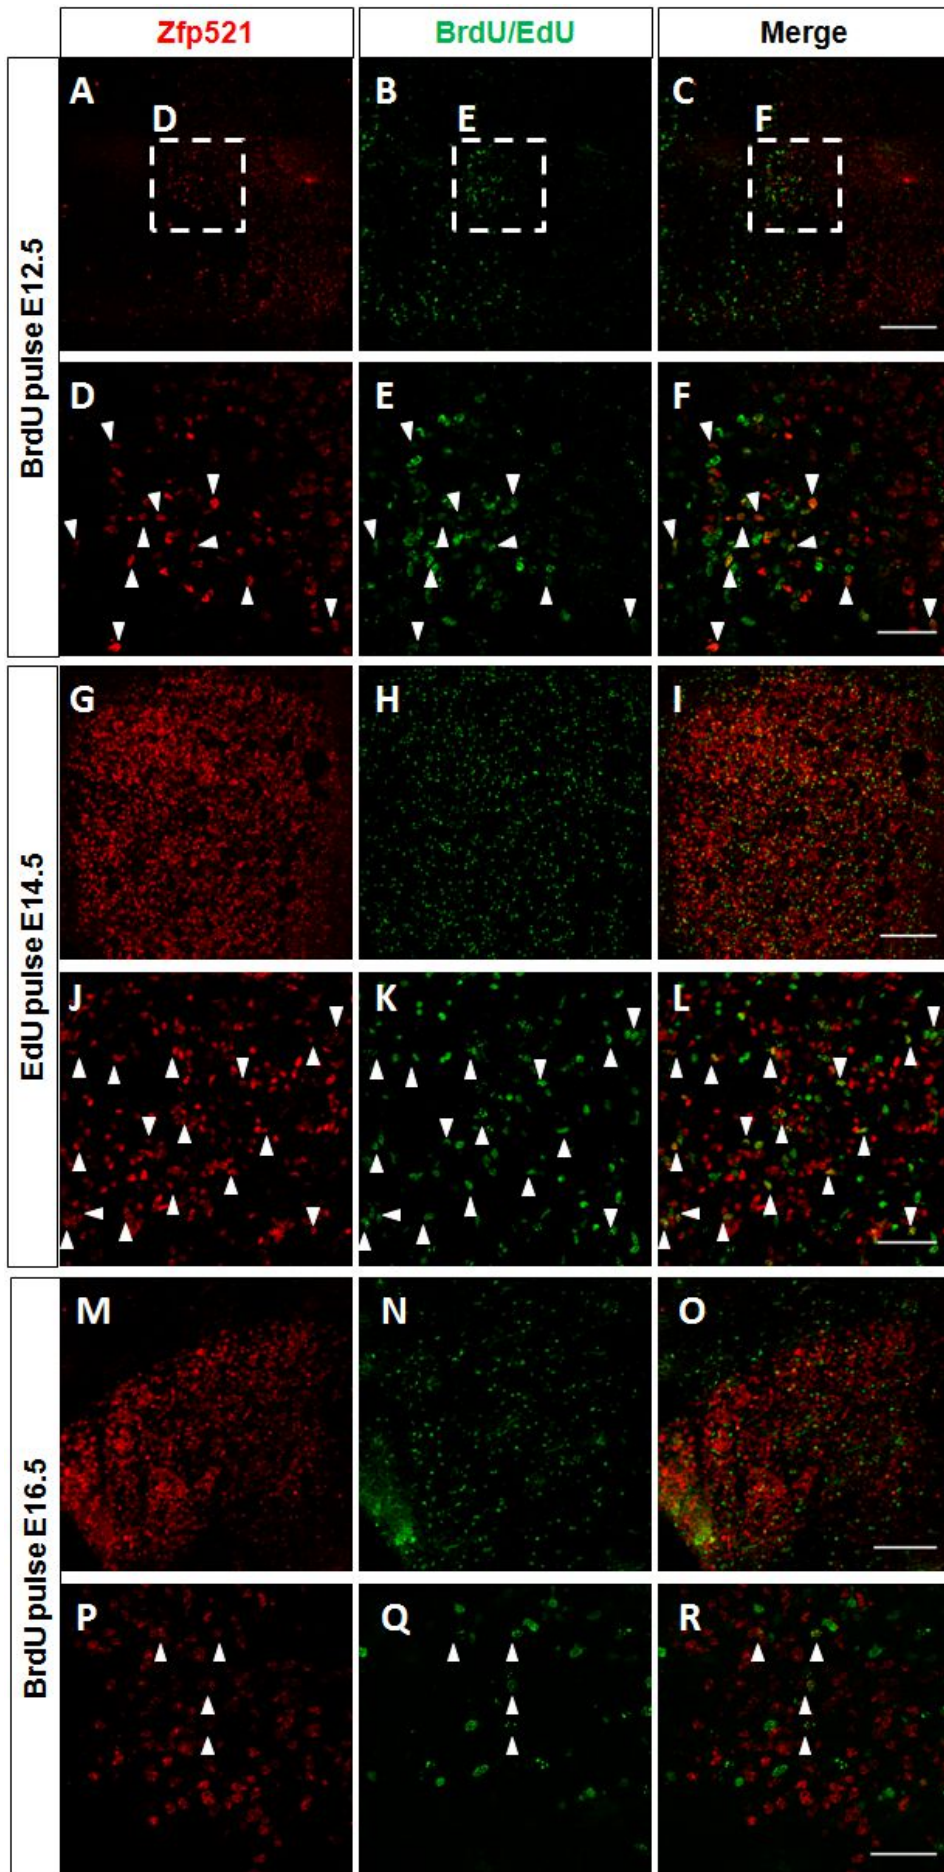 Zfp521 BrdU/EdU Merge
BrdU pulse E12.5
A B C
D E F
D E F
EdU pulse E14.5
G H I
J K L
BrdU pulse E16.5
M N O
P Q R